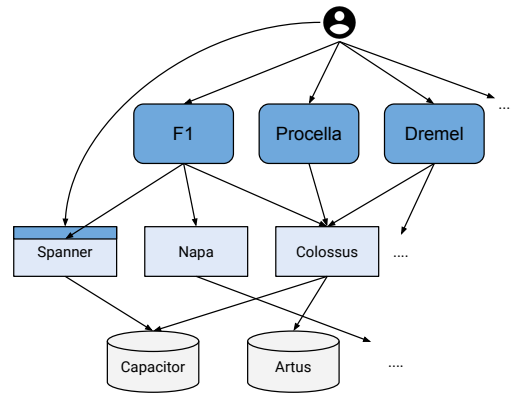 ...
F1
Procella
Dremel
Spanner
Napa
Colossus
....
Capacitor
Artus
....